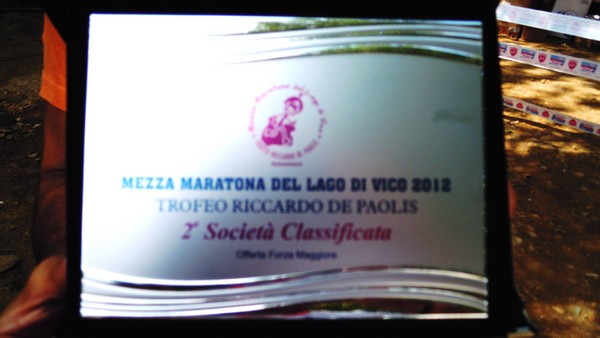 MEZZA MARATONA DEL LAGO DI VICO 2012
TROFEO RICCARDO DE PAOLIS
2ª Società Classificata
Offerta Forza Maggiore